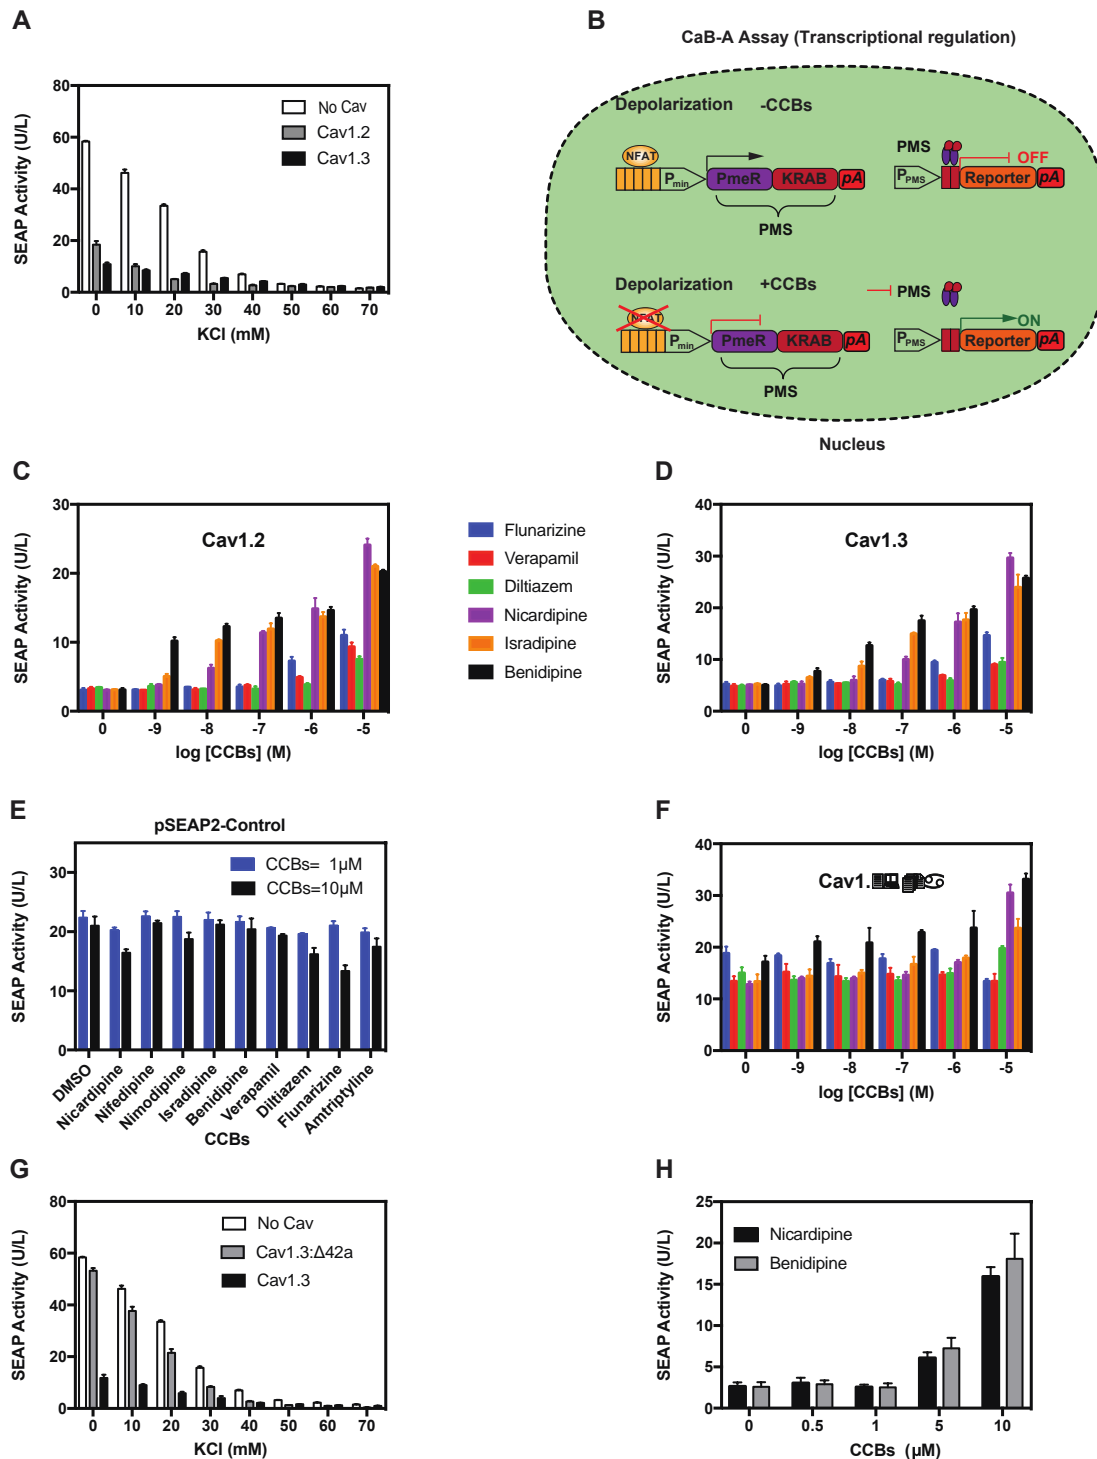 A
SEAP Activity (U/L)
80
60
40
20
0
No Cav
Cav1.2
Cav1.3
0 10 20 30 40 50 60 70
KCl (mM)
B
CaB-A Assay (Transcriptional regulation)
Depolarization -CCBs
NFAT
Pmin
PmeR
KRAB
pA
PMS
PMS
PPMS
OFF
Reporter
pA
Depolarization +CCBs
PMS
NFAT
Pmin
PmeR
KRAB
pA
PMS
PPMS
ON
Reporter
pA
Nucleus
C
SEAP Activity (U/L)
30
20
10
0
Cav1.2
0 -9 -8 -7 -6 -5
log [CCBs] (M)
Flunarizine
Verapamil
Diltiazem
Nicardipine
Isradipine
Benidipine
D
SEAP Activity (U/L)
40
30
20
10
0
Cav1.3
0 -9 -8 -7 -6 -5
log [CCBs] (M)
E
pSEAP2-Control
SEAP Activity (U/L)
30
20
10
0
CCBs= 1µM
CCBs=10µM
DMSO
Nicardipine
Nifedipine
Nimodipine
Isradipine
Benidipine
Verapamil
Diltiazem
Flunarizine
Amtriptyline
CCBs
F
SEAP Activity (U/L)
40
30
20
10
0
Cav1.
0 -9 -8 -7 -6 -5
log [CCBs] (M)
G
SEAP Activity (U/L)
80
60
40
20
0
No Cav
Cav1.3:Δ42a
Cav1.3
0 10 20 30 40 50 60 70
KCl (mM)
H
SEAP Activity (U/L)
25
20
15
10
5
0
Nicardipine
Benidipine
0 0.5 1 5 10
CCBs (µM)